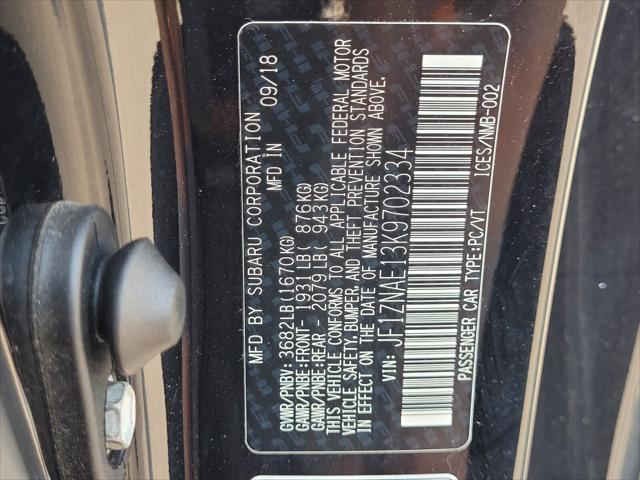 MFD BY SUBARU CORPORATION 09/18
MFD IN
GVWR/PNBV: 3682LB(1670KG)
GAWR/PNBE:FRONT- 1931LB( 876KG)
GAWR/PNBE:REAR - 2079LB( 943KG)
THIS VEHICLE CONFORMS TO ALL APPLICABLE FEDERAL MOTOR
VEHICLE SAFETY, BUMPER, AND THEFT PREVENTION STANDARDS
IN EFFECT ON THE DATE OF MANUFACTURE SHOWN ABOVE.
VIN: JF1ZNAE13K9702334
PASSENGER CAR TYPE:PC/VT ICES/NMB-002